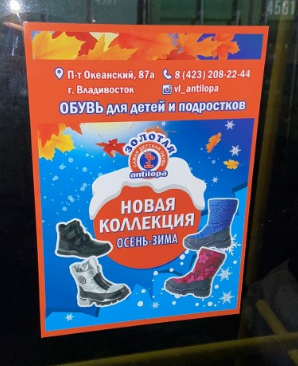 4561
П-т Океанский, 87а 8 (423) 208-22-44
г. Владивосток vl_antilopa
ОБУВЬ для детей и подростков
ЗОЛОТАЯ
antilopa
НОВАЯ
КОЛЛЕКЦИЯ
ОСЕНЬ-ЗИМА